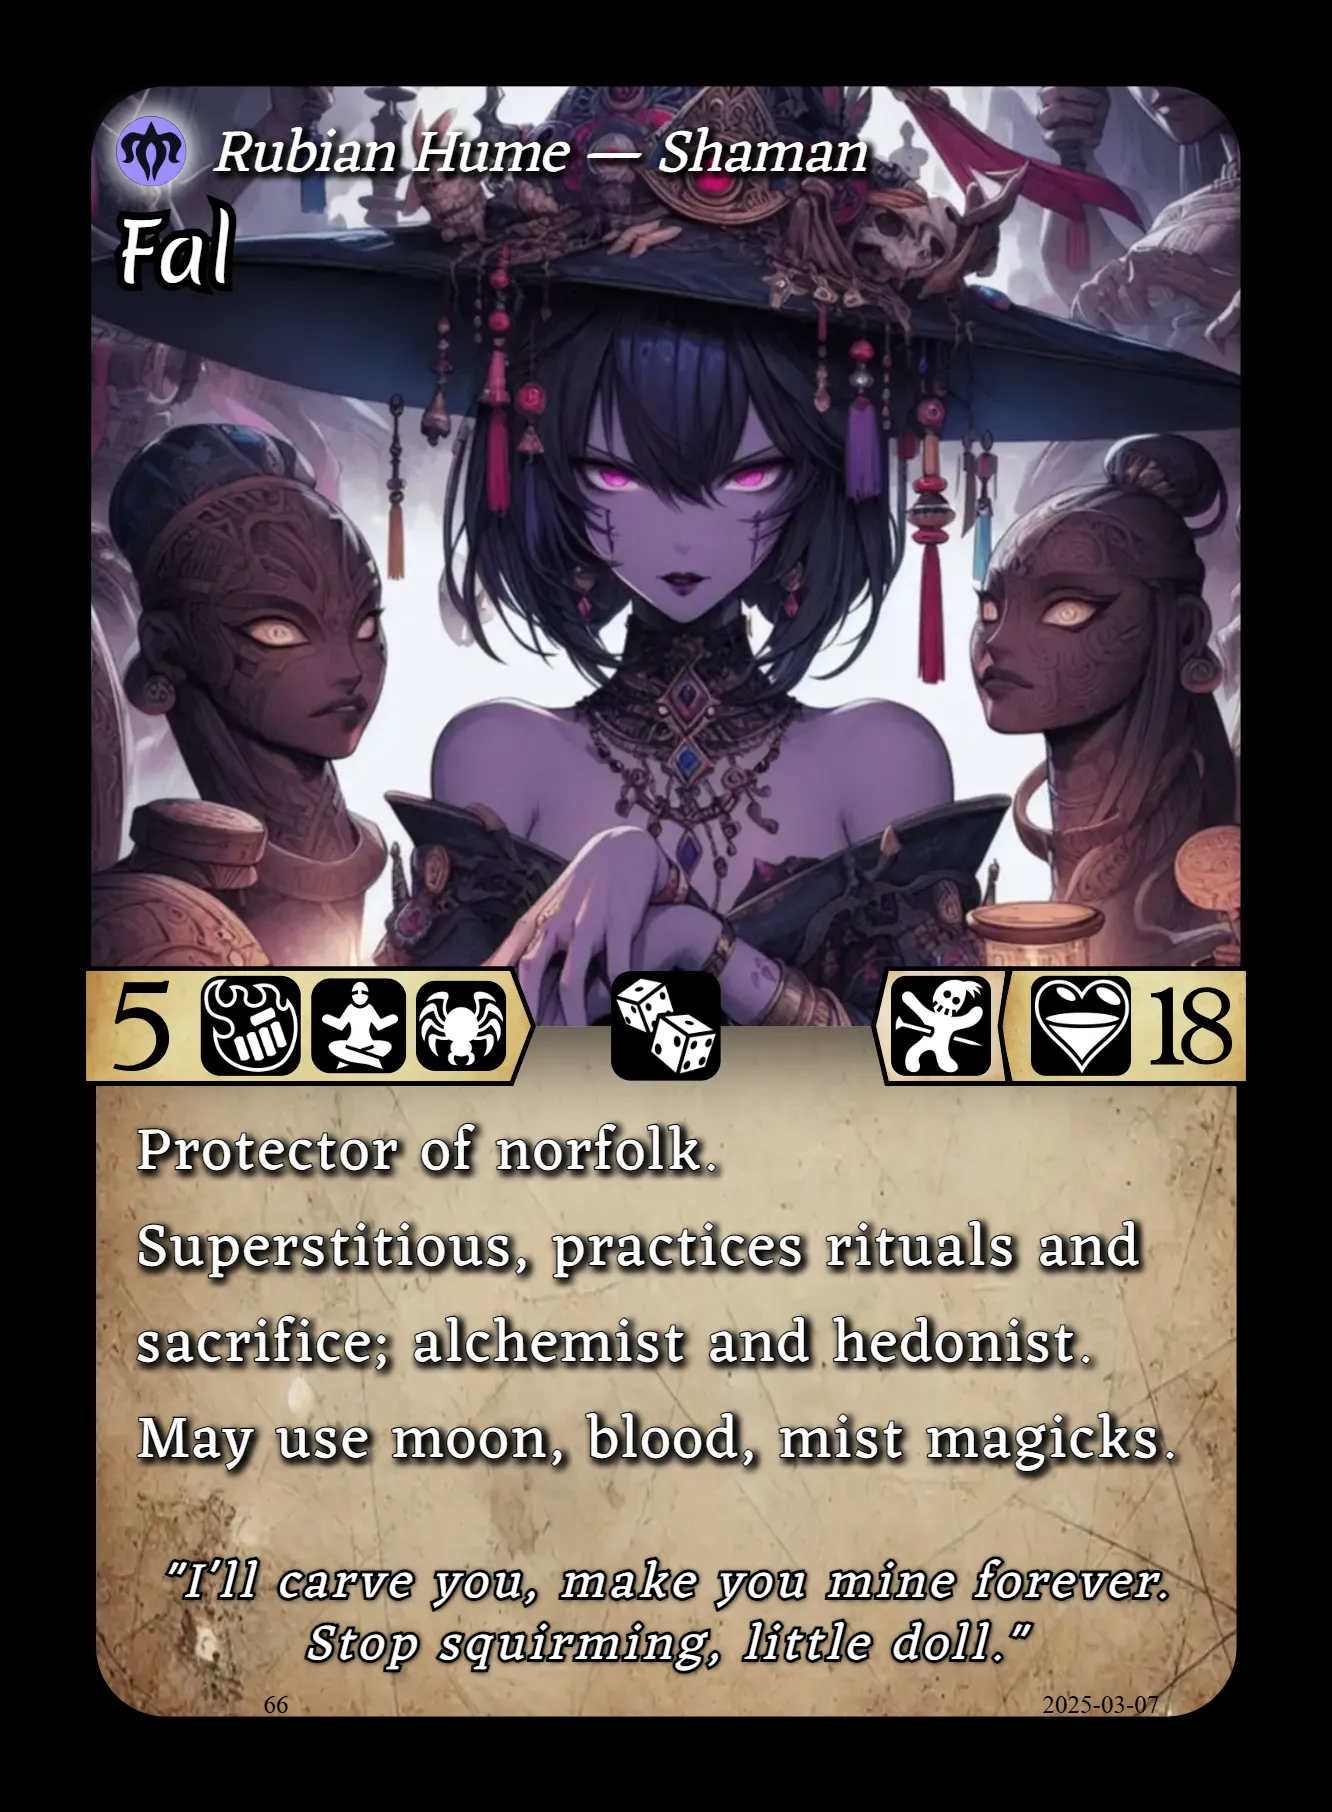 Rubian Hume — Shaman
Fal
5
18
Protector of norfolk.
Superstitious, practices rituals and
sacrifice; alchemist and hedonist.
May use moon, blood, mist magicks.
"I'll carve you, make you mine forever.
Stop squirming, little doll."
66
2025-03-07